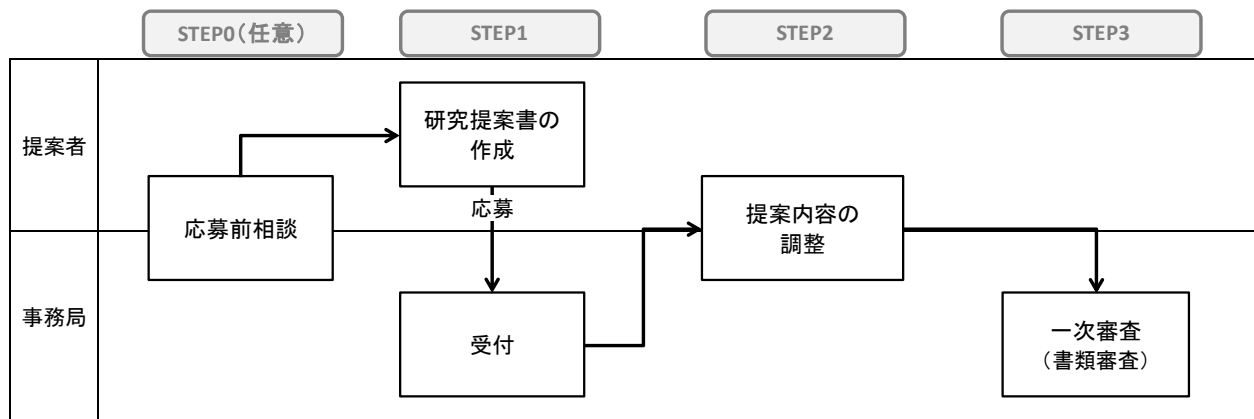 STEP0(任意)
STEP1
STEP2
STEP3
提案者
研究提案書の
作成
応募
応募前相談
提案内容の
調整
事務局
受付
一次審査
(書類審査)